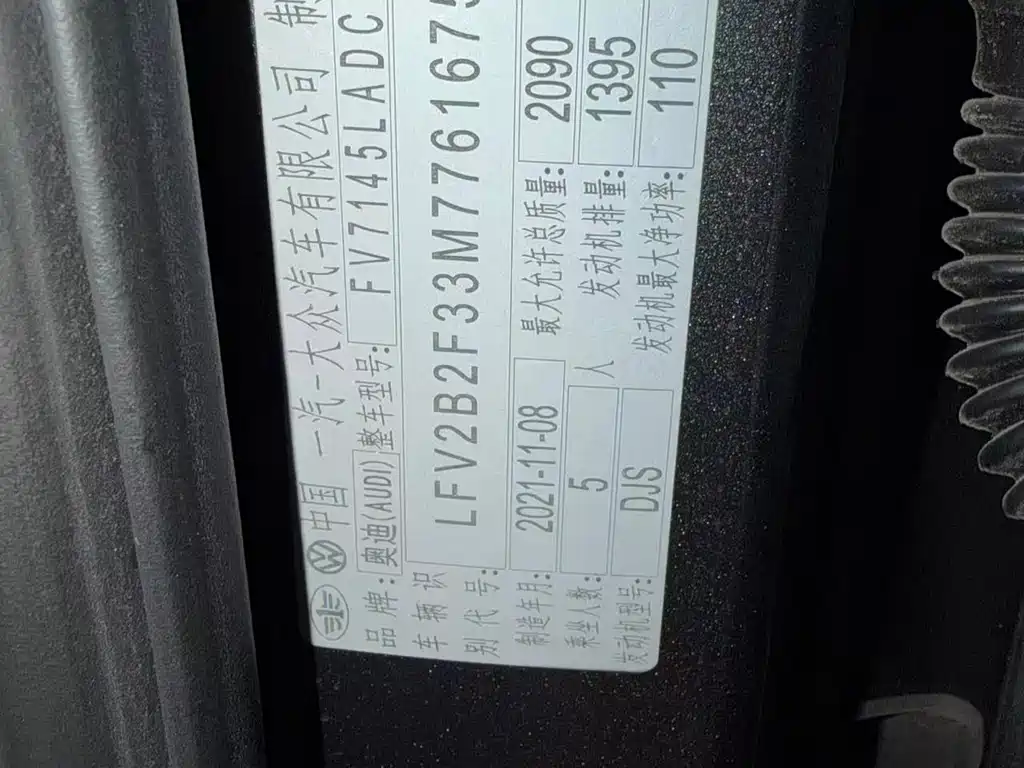 中国 一汽-大众汽车有限公司 制
品牌: 奥迪(AUDI) 整车型号: FV7145LADC
车辆识别代号: LFV2B2F33M7761675
制造年月: 2021-11-08 最大允许总质量: 2090
乘坐人数: 5 人 发动机排量: 1395
发动机型号: DJS 发动机最大净功率: 110